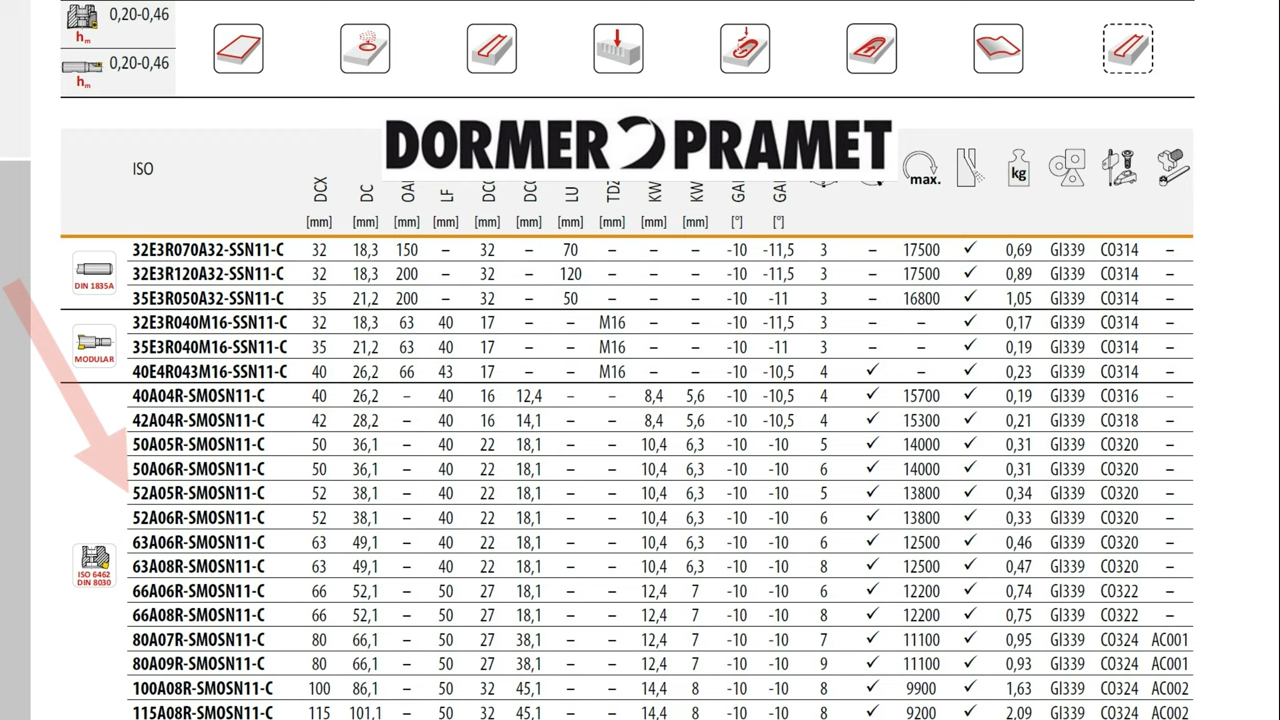 0,20-0,46
hm
0,20-0,46
hm
DORMER PRAMET
ISO DCX DC LF LU max. kg
[mm] [mm] [mm] [mm] [mm] [mm] [mm] [mm] [mm] [mm] [°] [°]
32E3R070A32-SSN11-C 32 18,3 150 – 32 – 70 – – – -10 -11,5 3 – 17500 ✓ 0,69 GI339 CO314 –
DIN 1835A
32E3R120A32-SSN11-C 32 18,3 200 – 32 – 120 – – – -10 -11,5 3 – 17500 ✓ 0,89 GI339 CO314 –
35E3R050A32-SSN11-C 35 21,2 200 – 32 – 50 – – – -10 -11 3 – 16800 ✓ 1,05 GI339 CO314 –
32E3R040M16-SSN11-C 32 18,3 63 40 17 – – M16 – – -10 -11,5 3 – – ✓ 0,17 GI339 CO314 –
MODULAR
35E3R040M16-SSN11-C 35 21,2 63 40 17 – – M16 – – -10 -11 3 – – ✓ 0,19 GI339 CO314 –
40E4R043M16-SSN11-C 40 26,2 66 43 17 – – M16 – – -10 -10,5 4 ✓ – ✓ 0,23 GI339 CO314 –
40A04R-SMOSN11-C 40 26,2 – 40 16 12,4 – – 8,4 5,6 -10 -10,5 4 ✓ 15700 ✓ 0,19 GI339 CO316 –
42A04R-SMOSN11-C 42 28,2 – 40 16 14,1 – – 8,4 5,6 -10 -10,5 4 ✓ 15300 ✓ 0,21 GI339 CO318 –
50A05R-SMOSN11-C 50 36,1 – 40 22 18,1 – – 10,4 6,3 -10 -10 5 ✓ 14000 ✓ 0,31 GI339 CO320 –
50A06R-SMOSN11-C 50 36,1 – 40 22 18,1 – – 10,4 6,3 -10 -10 6 ✓ 14000 ✓ 0,31 GI339 CO320 –
52A05R-SMOSN11-C 52 38,1 – 40 22 18,1 – – 10,4 6,3 -10 -10 5 ✓ 13800 ✓ 0,34 GI339 CO320 –
52A06R-SMOSN11-C 52 38,1 – 40 22 18,1 – – 10,4 6,3 -10 -10 6 ✓ 13800 ✓ 0,33 GI339 CO320 –
63A06R-SMOSN11-C 63 49,1 – 40 22 18,1 – – 10,4 6,3 -10 -10 6 ✓ 12500 ✓ 0,46 GI339 CO320 –
63A08R-SMOSN11-C 63 49,1 – 40 22 18,1 – – 10,4 6,3 -10 -10 8 ✓ 12500 ✓ 0,47 GI339 CO320 –
ISO 6462
DIN 8030
66A06R-SMOSN11-C 66 52,1 – 50 27 18,1 – – 12,4 7 -10 -10 6 ✓ 12200 ✓ 0,74 GI339 CO322 –
66A08R-SMOSN11-C 66 52,1 – 50 27 18,1 – – 12,4 7 -10 -10 8 ✓ 12200 ✓ 0,75 GI339 CO322 –
80A07R-SMOSN11-C 80 66,1 – 50 27 38,1 – – 12,4 7 -10 -10 7 ✓ 11100 ✓ 0,95 GI339 CO324 AC001
80A09R-SMOSN11-C 80 66,1 – 50 27 38,1 – – 12,4 7 -10 -10 9 ✓ 11100 ✓ 0,93 GI339 CO324 AC001
100A08R-SMOSN11-C 100 86,1 – 50 32 45,1 – – 14,4 8 -10 -10 8 ✓ 9900 ✓ 1,63 GI339 CO324 AC002
115A08R-SMOSN11-C 115 101,1 – 50 32 45,1 – – 14,4 8 -10 -10 8 ✓ 9200 ✓ 2,09 GI339 CO324 AC002